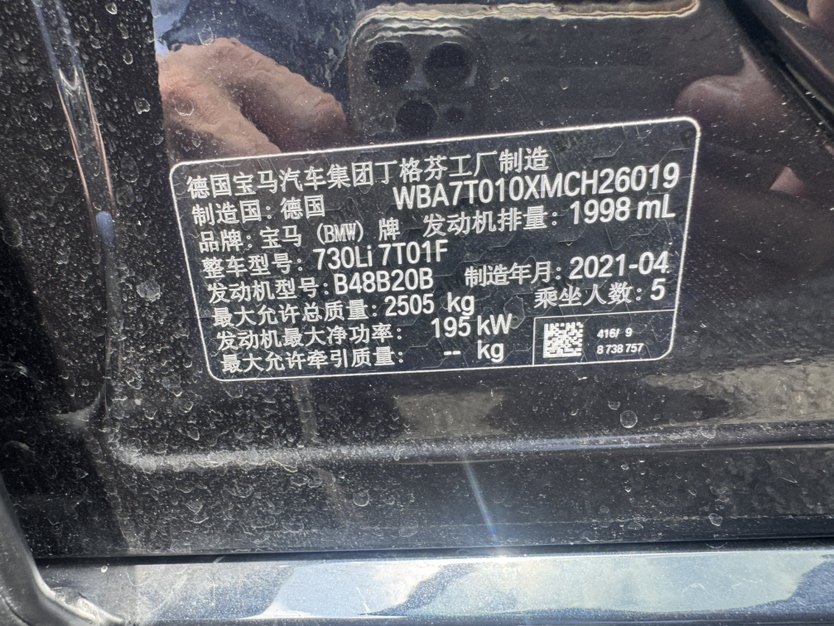 德国宝马汽车集团丁格芬工厂制造
制造国: 德国 WBA7T010XMCH26019
品牌: 宝马 (BMW) 牌 发动机排量: 1998 mL
整车型号: 730Li 7T01F
发动机型号: B48B20B 制造年月: 2021-04
最大允许总质量: 2505 kg 乘坐人数: 5
发动机最大净功率: 195 kW
最大允许牵引质量: -- kg
416r 9
8 738 757